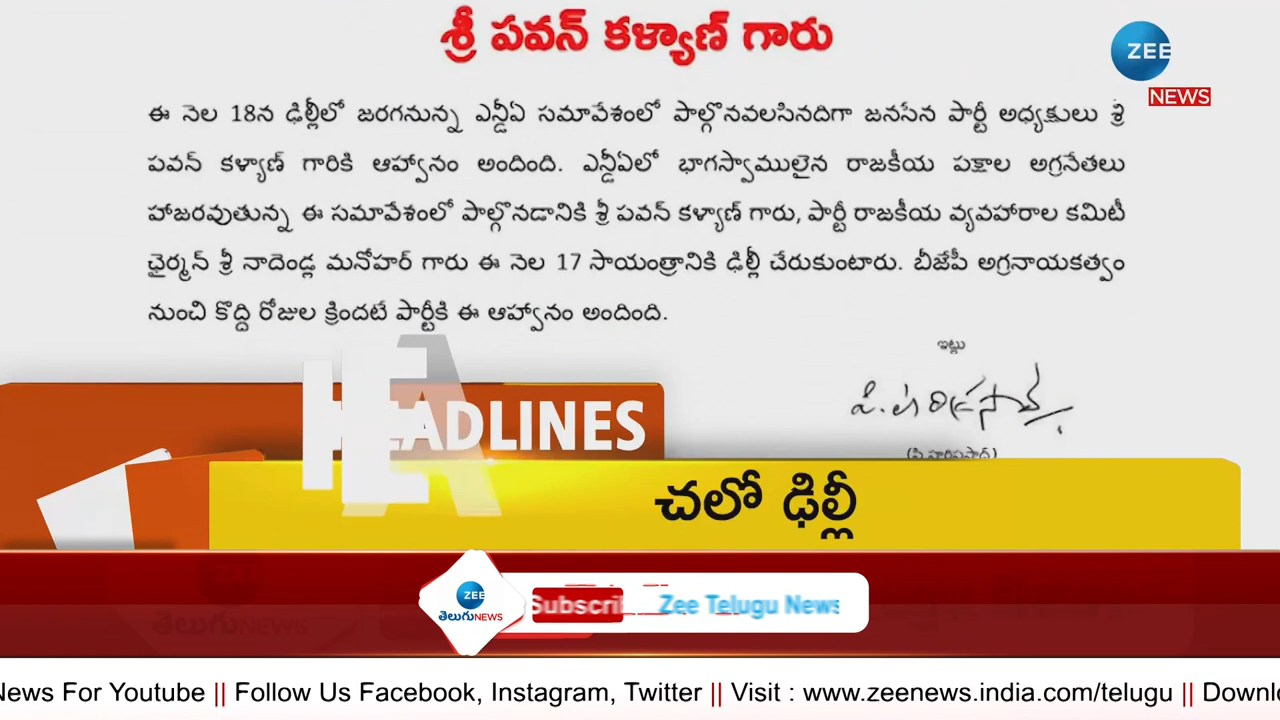 శ్రీ పవన్ కళ్యాణ్ గారు
ZEE
NEWS
ఈ నెల 18న ఢిల్లీలో జరగనున్న ఎన్డీఏ సమావేశంలో పాల్గొనవలసినదిగా జనసేన పార్టీ అధ్యక్షులు శ్రీ
పవన్ కళ్యాణ్ గారికి ఆహ్వానం అందింది. ఎన్డీఏలో భాగస్వాములైన రాజకీయ పక్షాల అగ్రనేతలు
హాజరవుతున్న ఈ సమావేశంలో పాల్గొనడానికి శ్రీ పవన్ కళ్యాణ్ గారు, పార్టీ రాజకీయ వ్యవహారాల కమిటీ
ఛైర్మన్ శ్రీ నాదెండ్ల మనోహర్ గారు ఈ నెల 17 సాయంత్రానికి ఢిల్లీ చేరుకుంటారు. బీజేపీ అగ్రనాయకత్వం
నుంచి కొద్ది రోజుల క్రిందటే పార్టీకి ఈ ఆహ్వానం అందింది.
ఇట్లు
HEADLINES
చలో ఢిల్లీ
ZEE
తెలుగు NEWS
Subscri
Zee Telugu News
News For Youtube || Follow Us Facebook, Instagram, Twitter || Visit : www.zeenews.india.com/telugu || Downlo